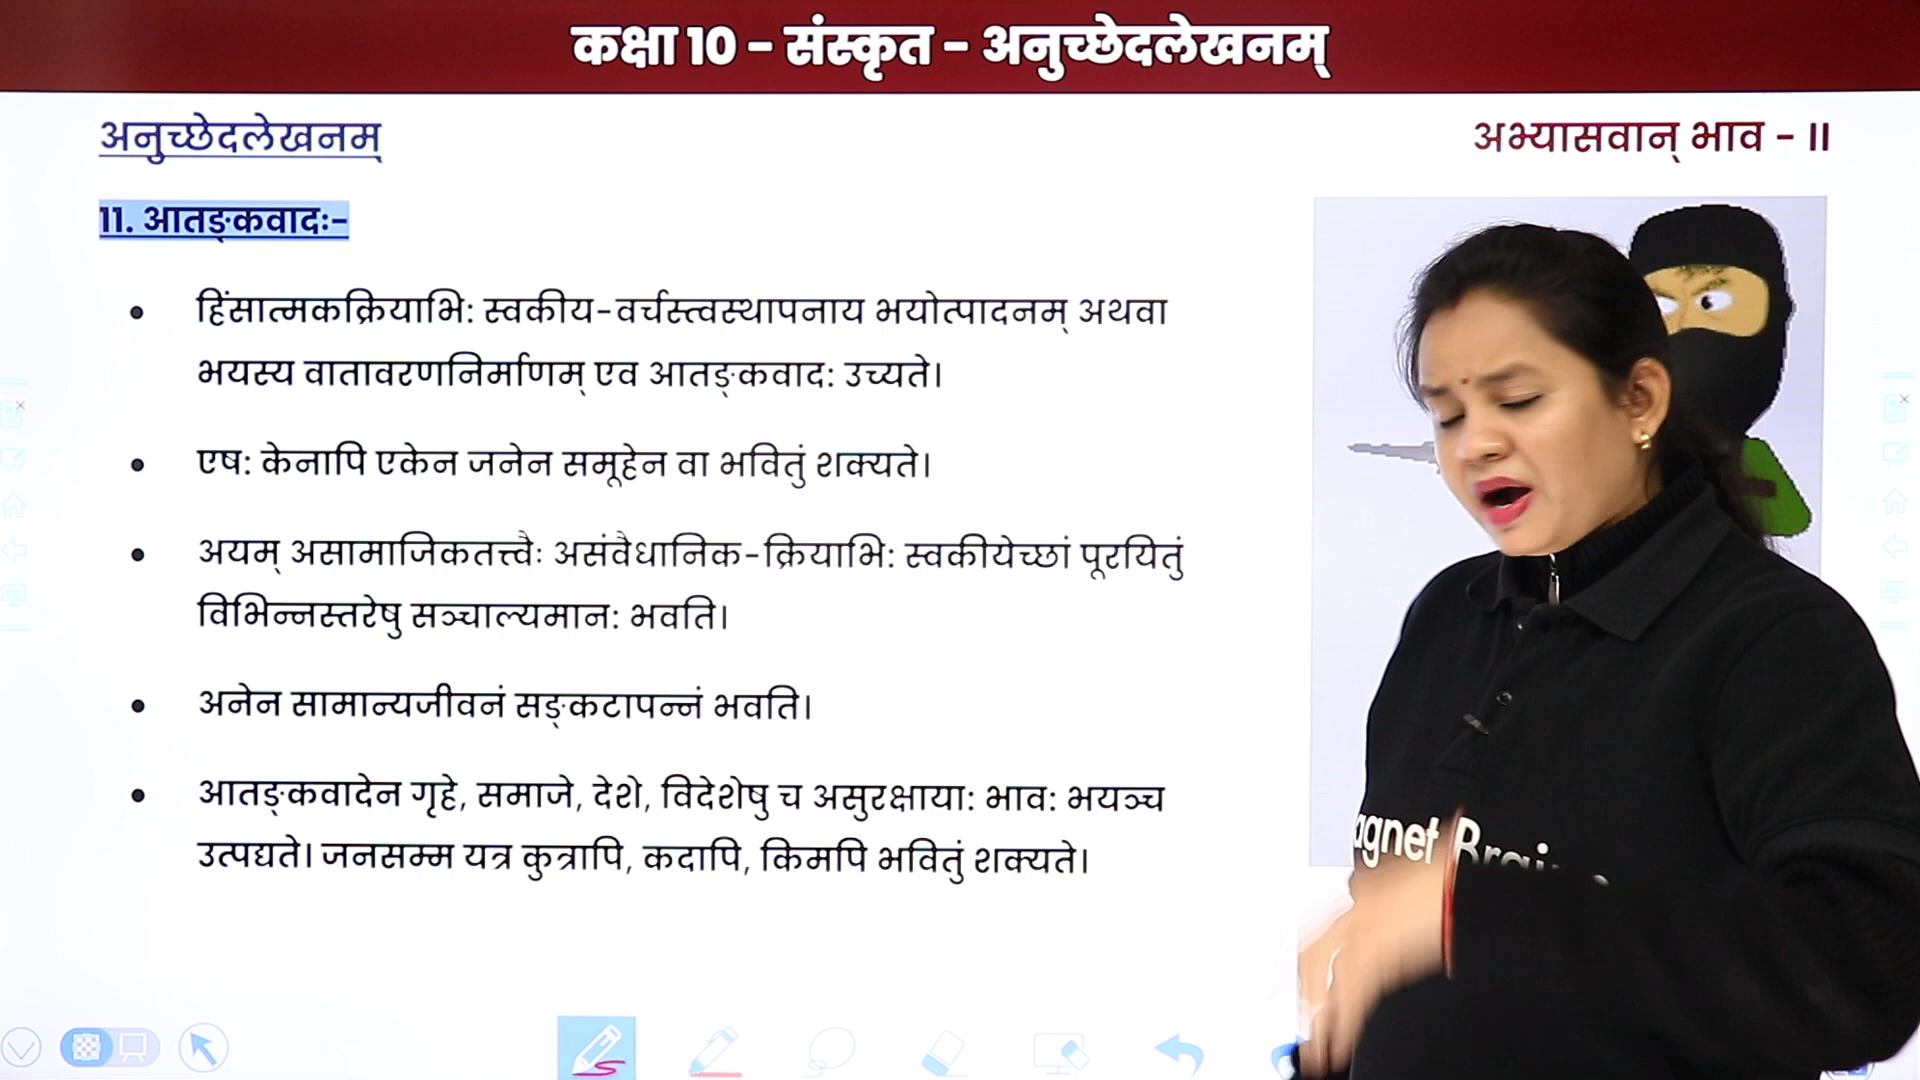 कक्षा 10 - संस्कृत - अनुच्छेदलेखनम्
अनुच्छेदलेखनम्
अभ्यासवान् भाव - II
11. आतङ्कवादः-
• हिंसात्मकक्रियाभि: स्वकीय-वर्चस्त्वस्थापनाय भयोत्पादनम् अथवा
भयस्य वातावरणनिर्माणम् एव आतङ्कवाद: उच्यते।
• एष: केनापि एकेन जनेन समूहेन वा भवितुं शक्यते।
• अयम् असामाजिकतत्त्वैः असंवैधानिक-क्रियाभि: स्वकीयेच्छां पूरयितुं
विभिन्नस्तरेषु सञ्चाल्यमान: भवति।
• अनेन सामान्यजीवनं सङ्कटापन्नं भवति।
• आतङ्कवादेन गृहे, समाजे, देशे, विदेशेषु च असुरक्षाया: भाव: भयञ्च
उत्पद्यते। जनसम्म यत्र कुत्रापि, कदापि, किमपि भवितुं शक्यते।